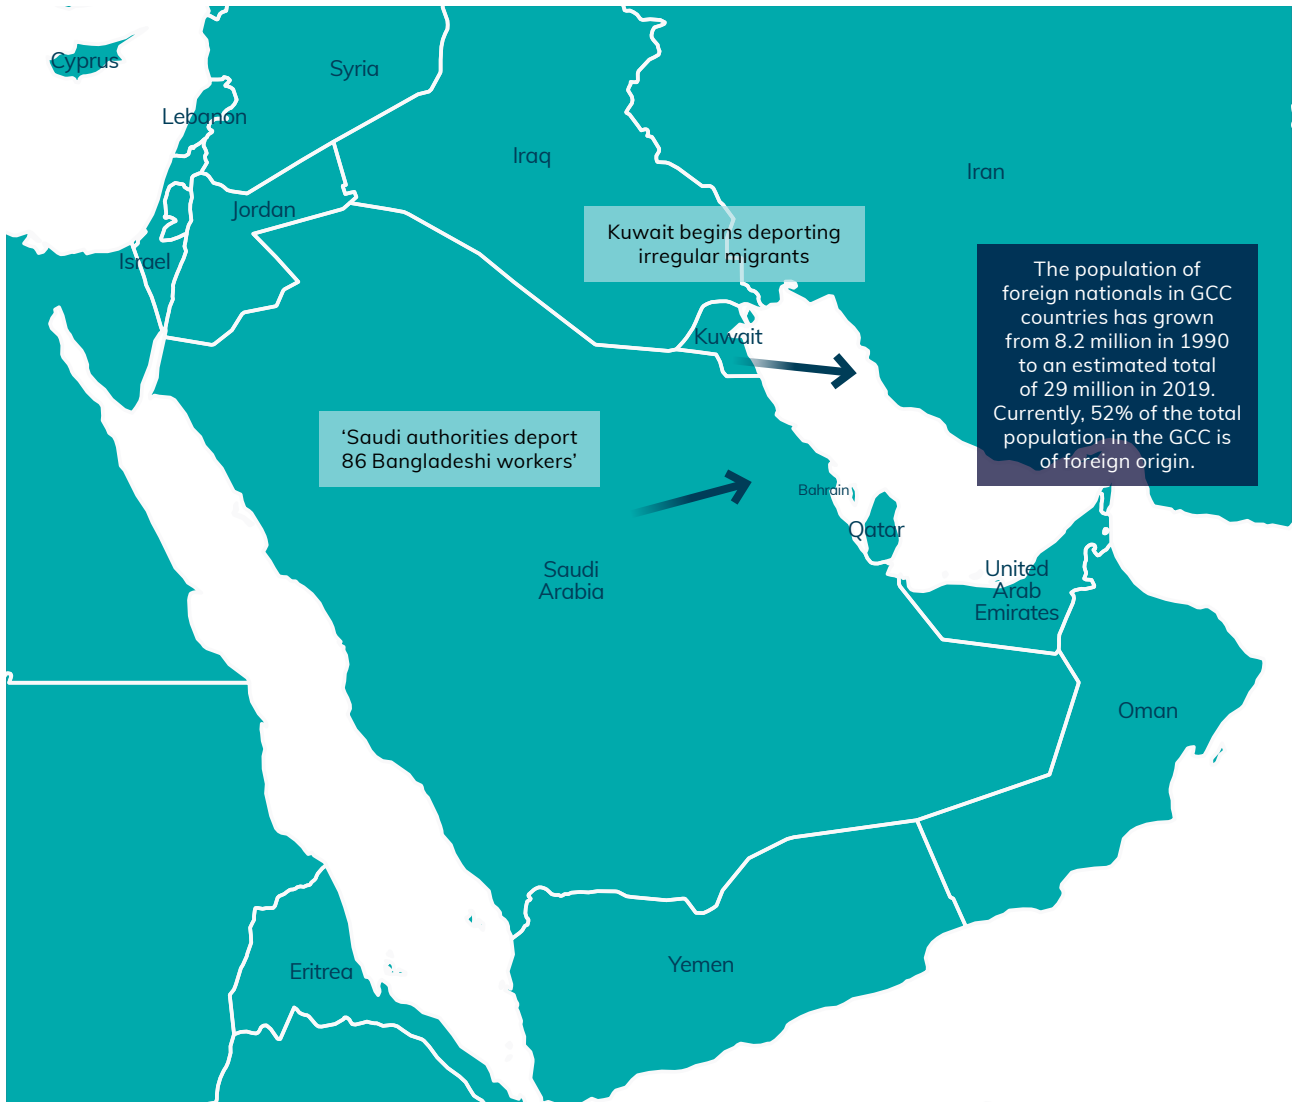 Cyprus
Syria
Lebanon
Iraq
Iran
Jordan
Kuwait begins deporting
irregular migrants
Israel
The population of
foreign nationals in GCC
countries has grown
from 8.2 million in 1990
to an estimated total
of 29 million in 2019.
Currently, 52% of the total
population in the GCC is
of foreign origin.
Kuwait
‘Saudi authorities deport
86 Bangladeshi workers’
Bahrain
Qatar
Saudi
Arabia
United
Arab
Emirates
Oman
Eritrea
Yemen